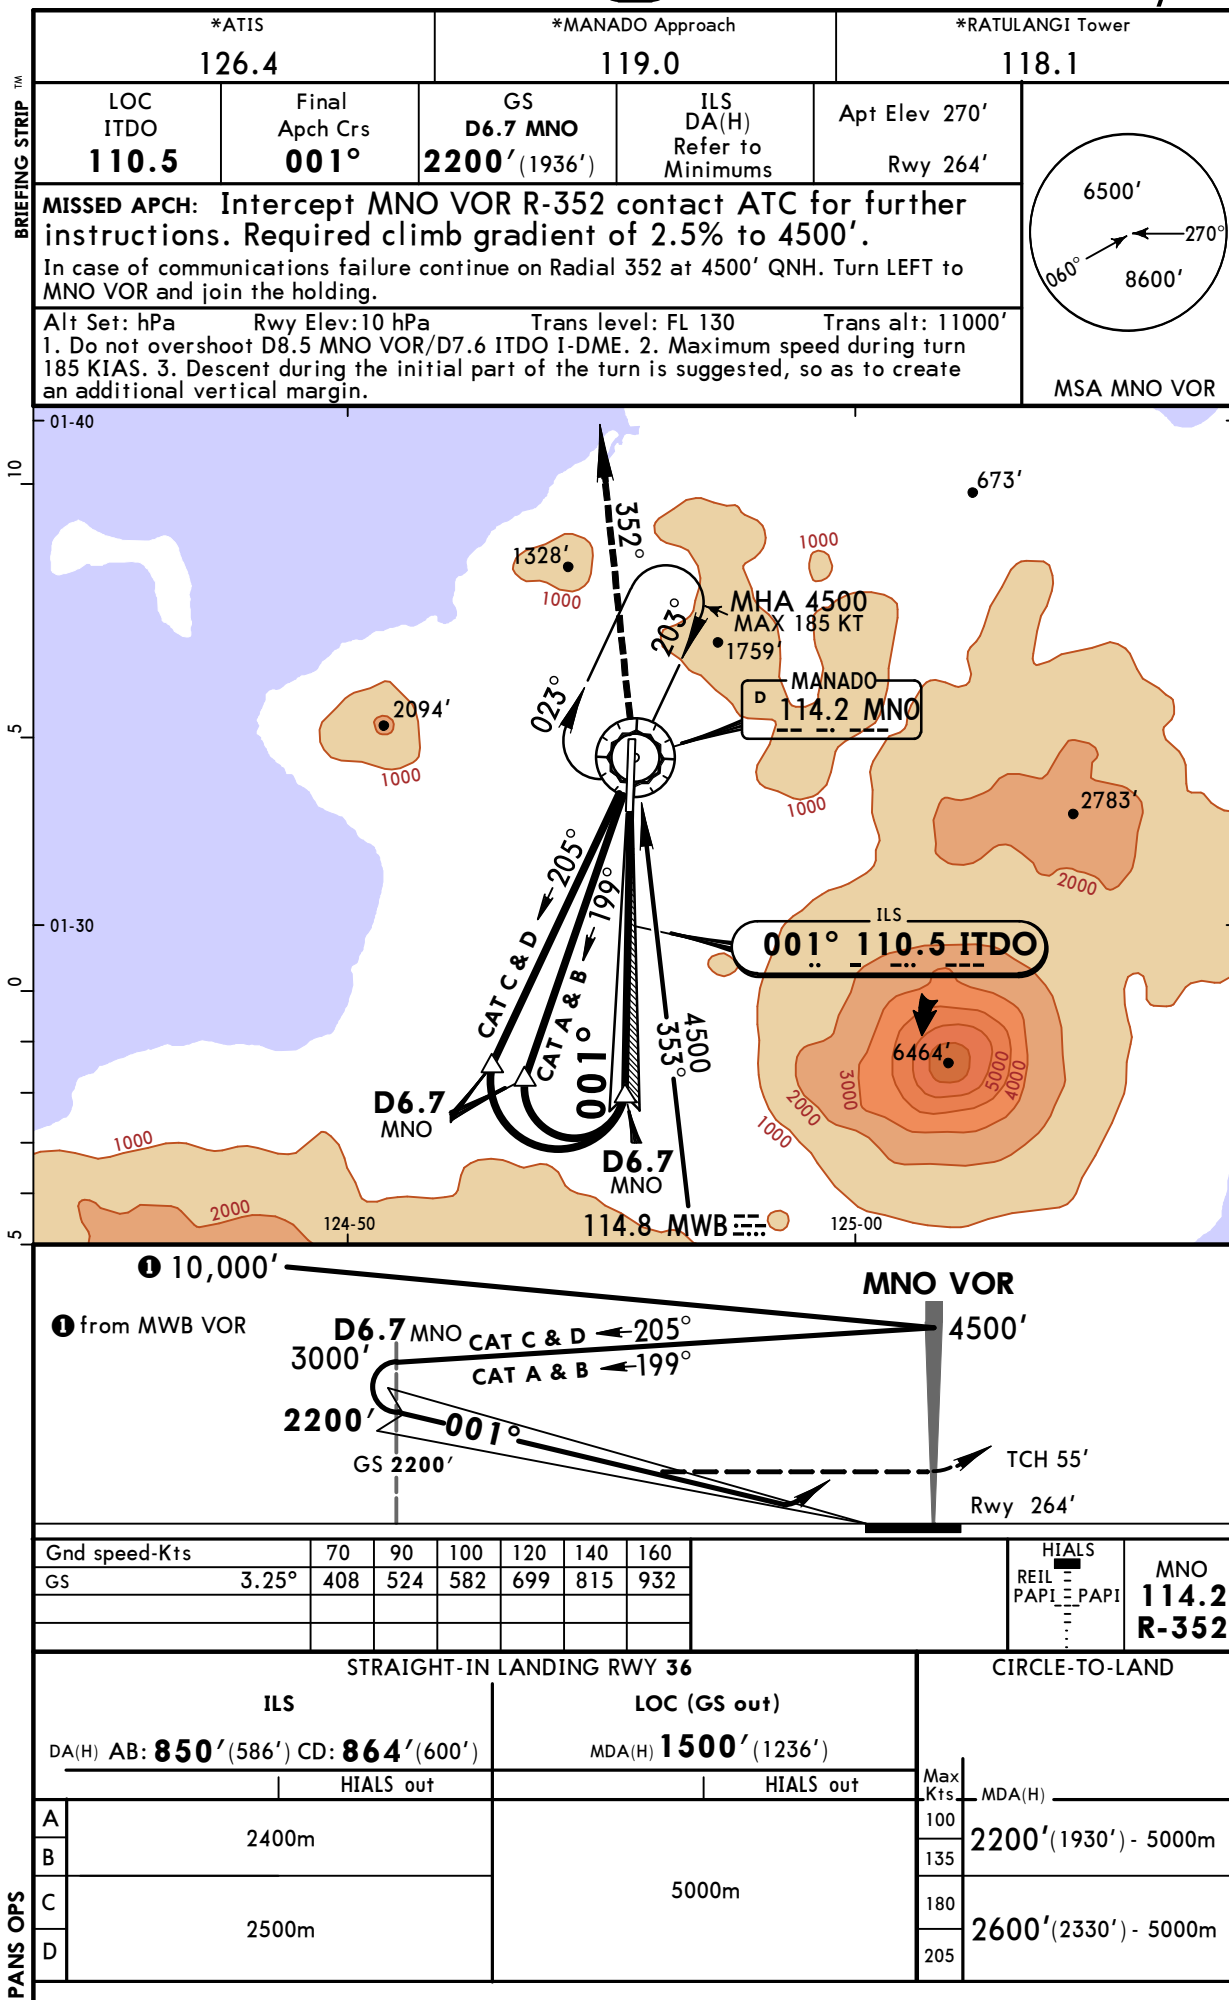 *ATIS
126.4
*MANADO Approach
119.0
*RATULANGI Tower
118.1
BRIEFING STRIP TM
LOC
ITDO
110.5
Final
Apch Crs
001°
GS
D6.7 MNO
2200'(1936')
ILS
DA(H)
Refer to
Minimums
Apt Elev 270'
Rwy 264'
MISSED APCH: Intercept MNO VOR R-352 contact ATC for further
instructions. Required climb gradient of 2.5% to 4500'.
In case of communications failure continue on Radial 352 at 4500' QNH. Turn LEFT to
MNO VOR and join the holding.
Alt Set: hPa Rwy Elev:10 hPa Trans level: FL 130 Trans alt: 11000'
1. Do not overshoot D8.5 MNO VOR/D7.6 ITDO I-DME. 2. Maximum speed during turn
185 KIAS. 3. Descent during the initial part of the turn is suggested, so as to create
an additional vertical margin.
6500'
270°
060°
8600'
MSA MNO VOR
01-40
10
673'
352°
1328'
1000
1000
MHA 4500
MAX 185 KT
203°
1759'
023°
MANADO
D 114.2 MNO
2094'
5
1000
1000
2783'
2000
205°
199°
CAT C & D
CAT A & B
01-30
ILS
001° 110.5 ITDO
0
001°
4500
353°
6464'
5000
4000
3000
2000
1000
D6.7
MNO
D6.7
MNO
1000
2000
124-50
114.8 MWB
125-00
5
1 10,000'
MNO VOR
1 from MWB VOR
D6.7 MNO
CAT C & D 205°
4500'
3000'
CAT A & B 199°
2200'
001°
GS 2200'
TCH 55'
Rwy 264'
Gnd speed-Kts 70 90 100 120 140 160
GS 3.25° 408 524 582 699 815 932
HIALS
REIL
PAPI PAPI
MNO
114.2
R-352
STRAIGHT-IN LANDING RWY 36
CIRCLE-TO-LAND
ILS
LOC (GS out)
DA(H) AB: 850'(586') CD: 864'(600')
MDA(H) 1500'(1236')
HIALS out
HIALS out
Max
Kts
MDA(H)
A
B
C
D
2400m
2500m
5000m
100
135
180
205
2200'(1930') - 5000m
2600'(2330') - 5000m
PANS OPS